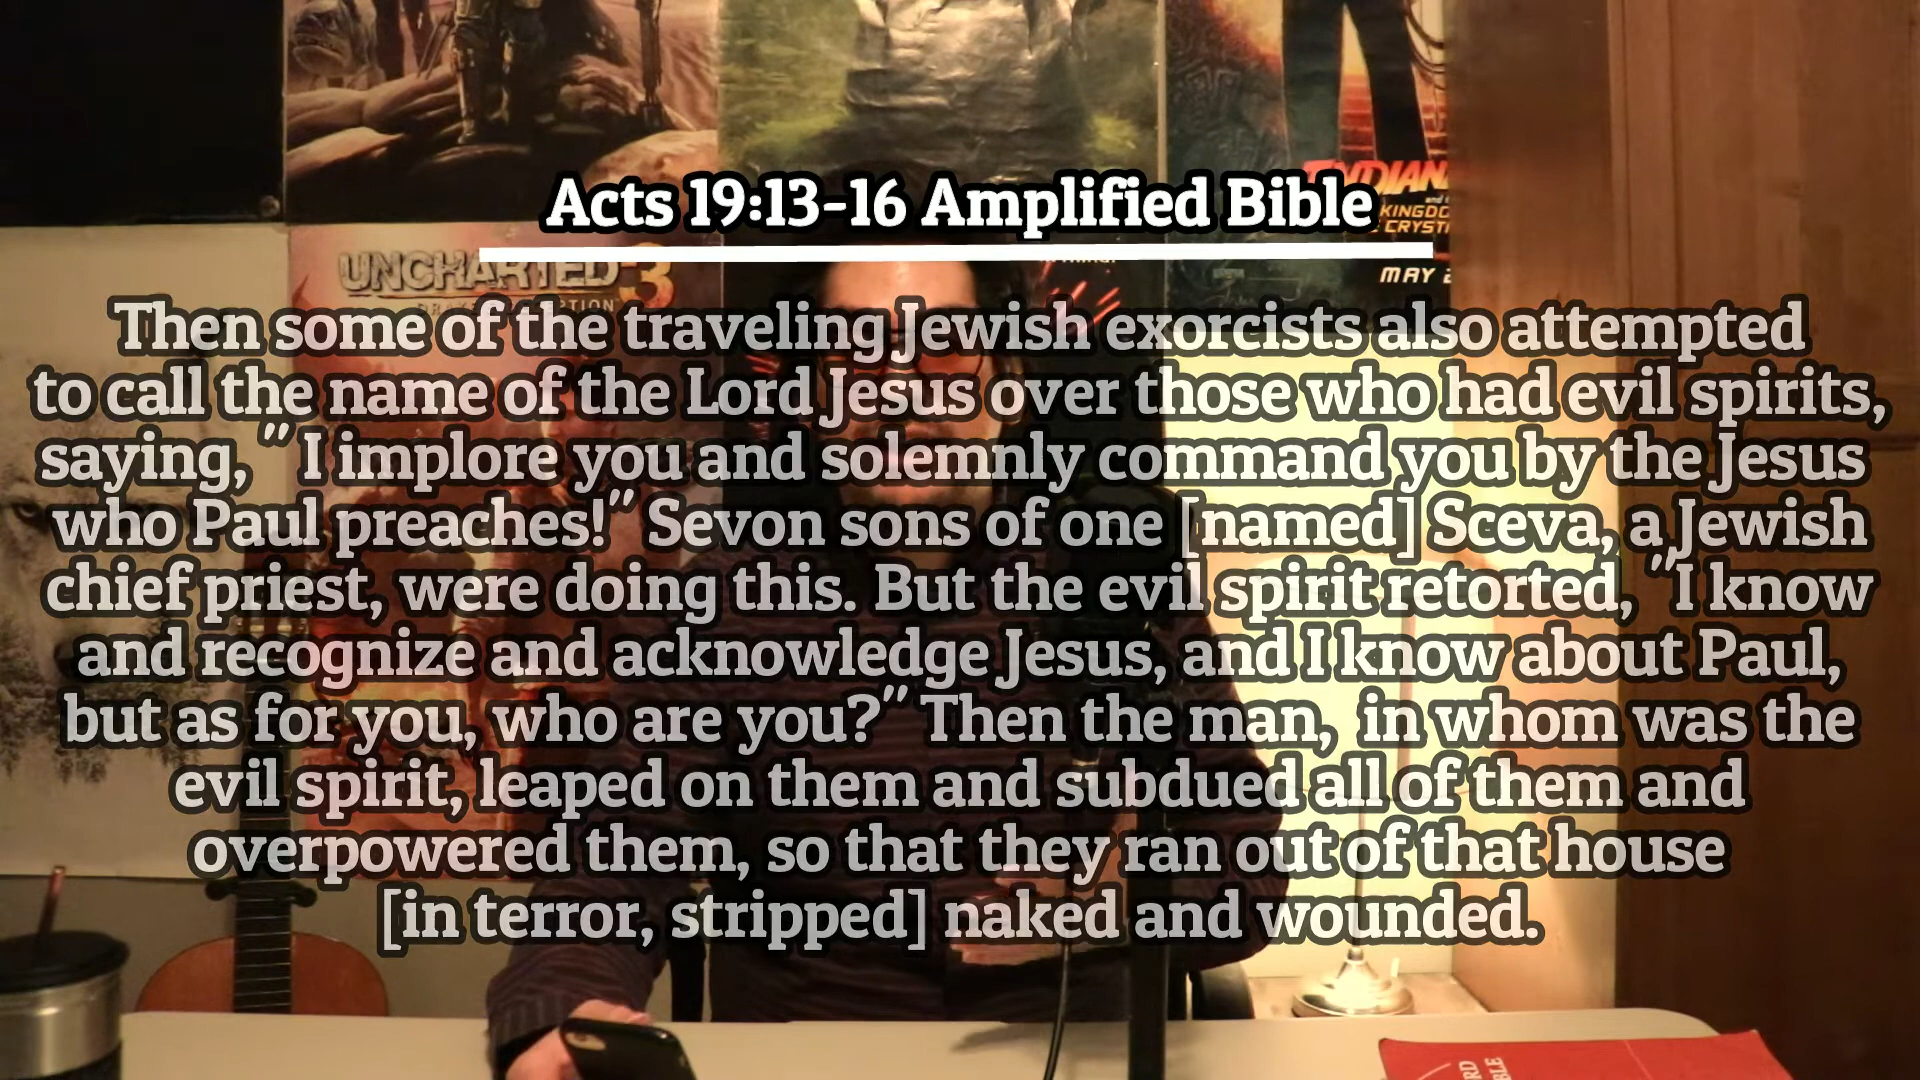 Acts 19:13-16 Amplified Bible
INDIAN
and
KINGDO
CRYST
MAY 2
UNCHARTED 3
Then some of the traveling Jewish exorcists also attempted
to call the name of the Lord Jesus over those who had evil spirits,
saying, "I implore you and solemnly command you by the Jesus
who Paul preaches!" Sevon sons of one [named] Sceva, a Jewish
chief priest, were doing this. But the evil spirit retorted, "I know
and recognize and acknowledge Jesus, and I know about Paul,
but as for you, who are you?" Then the man, in whom was the
evil spirit, leaped on them and subdued all of them and
overpowered them, so that they ran out of that house
[in terror, stripped] naked and wounded.